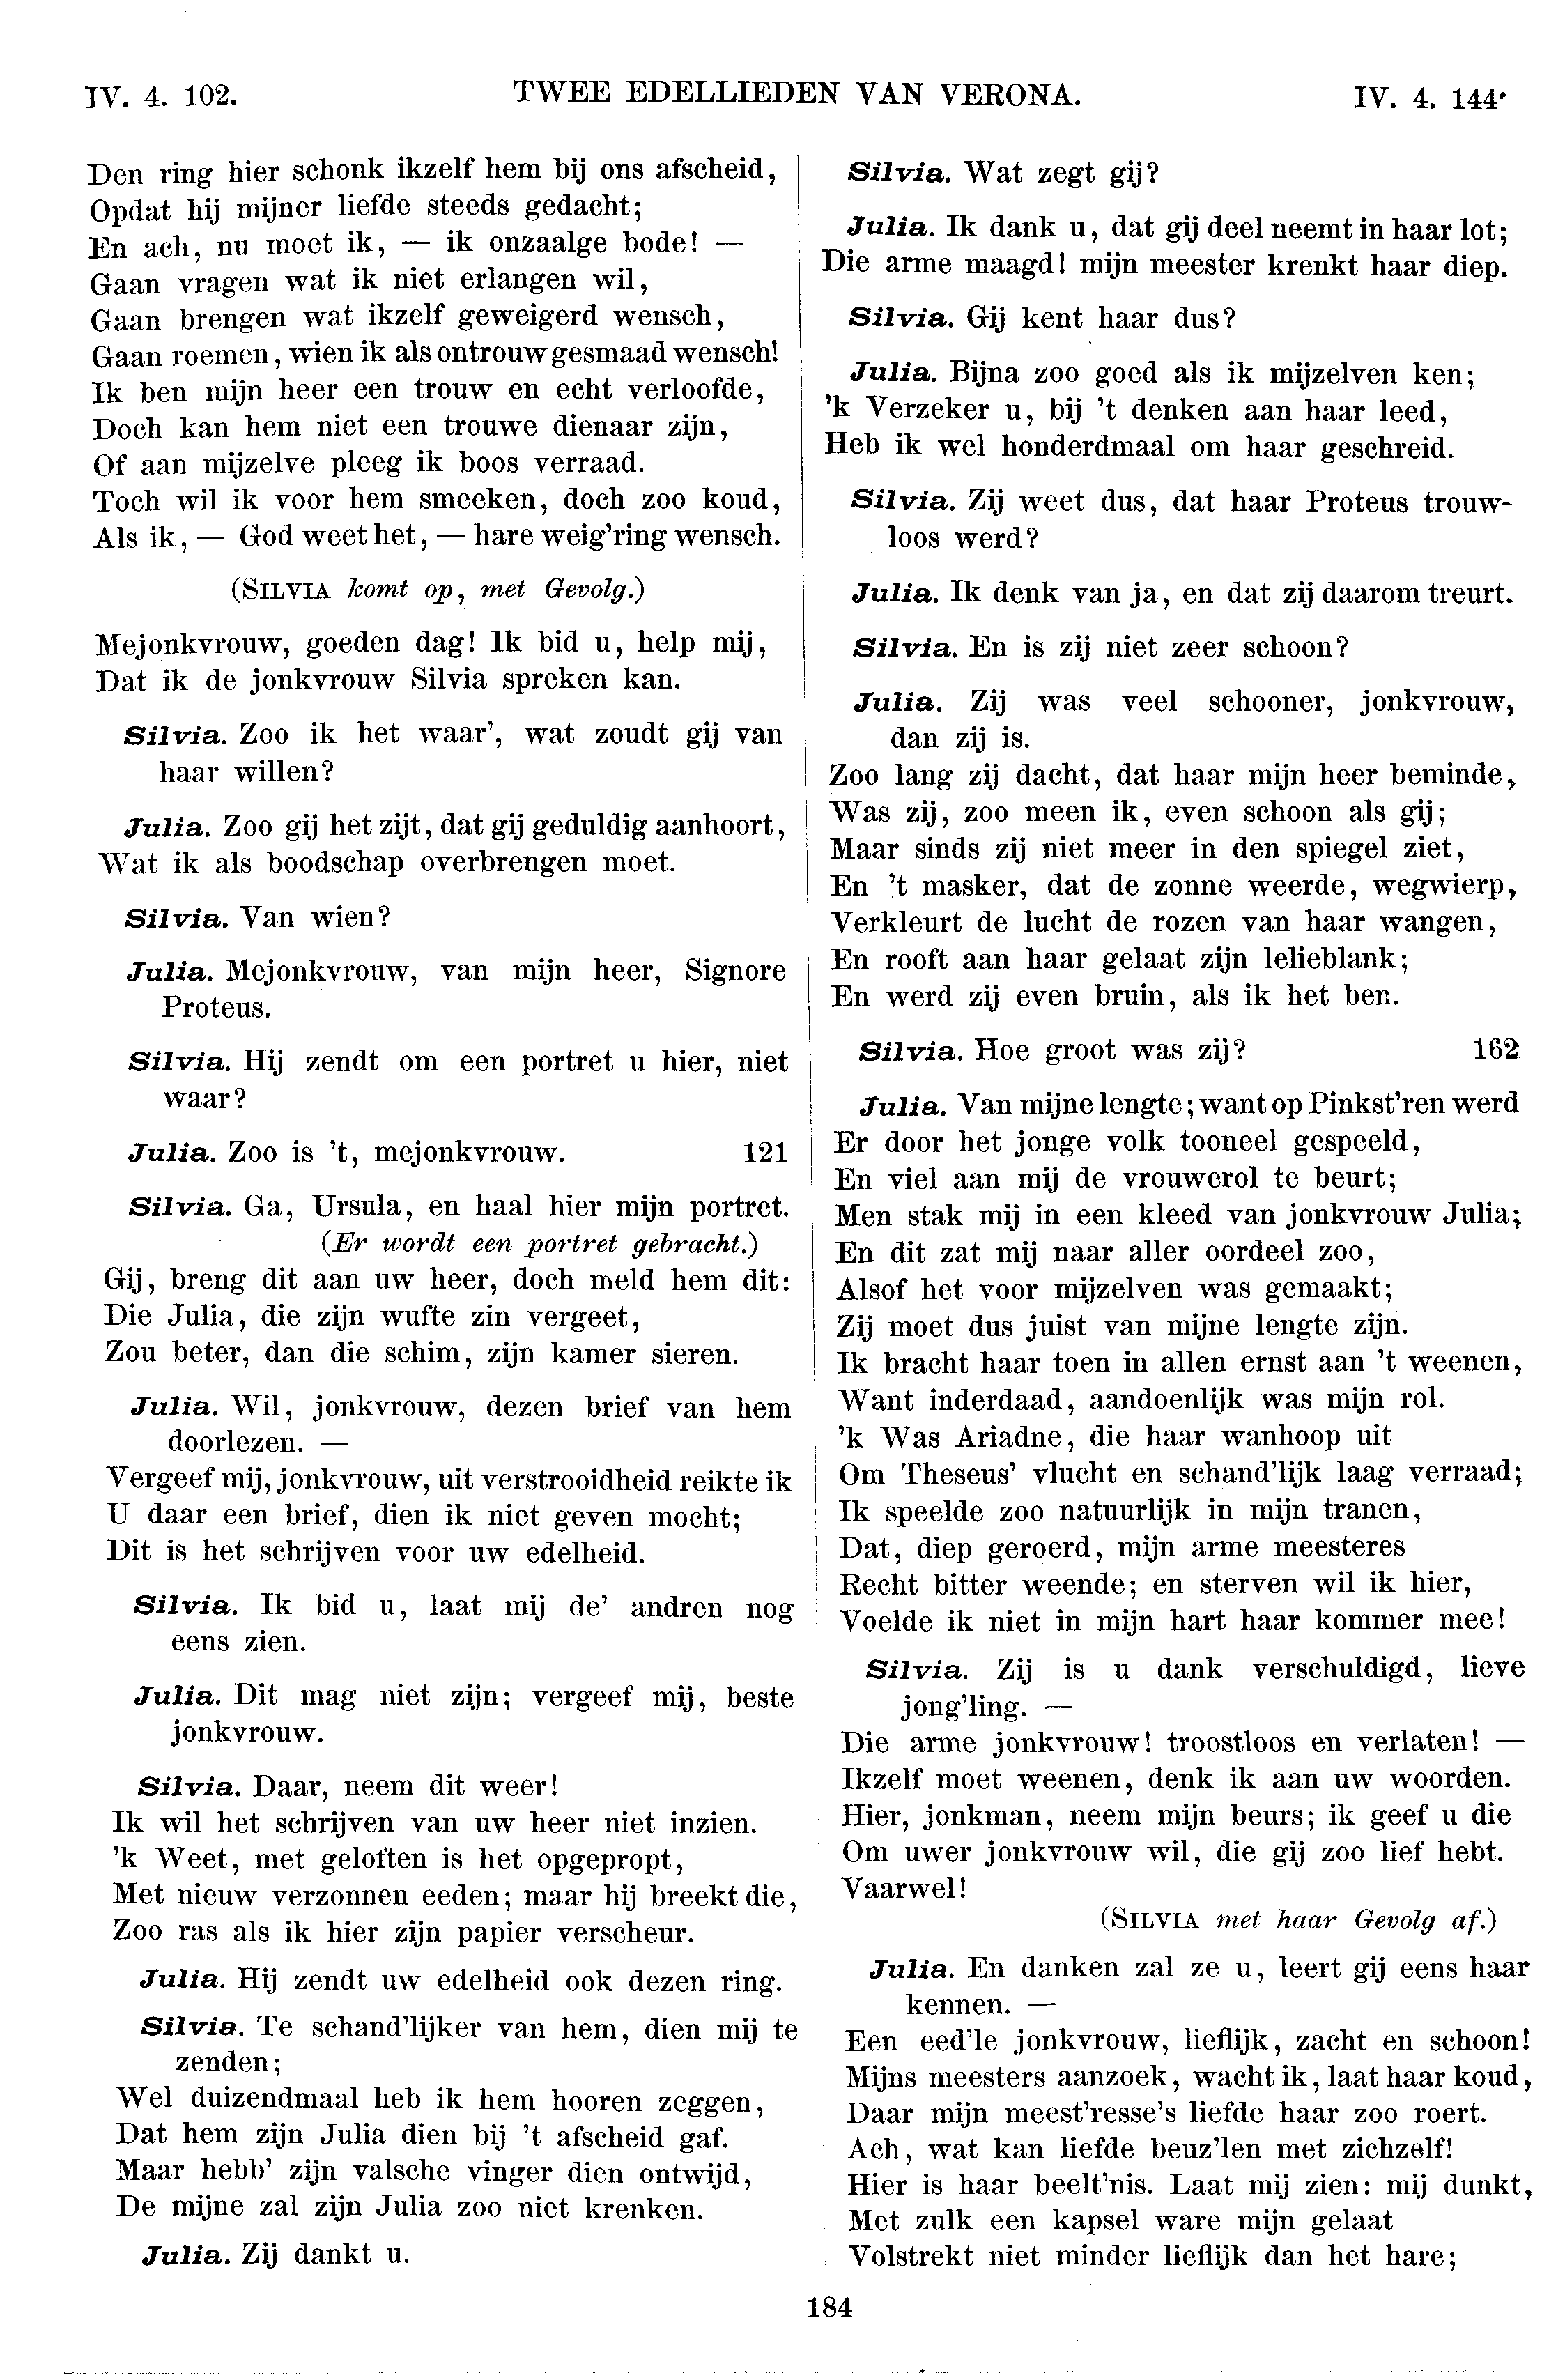 IV. 4. 102.
TWEE EDELLIEDEN VAN VERONA.
IV. 4. 144.
Den ring hier schonk ikzelf hem bij ons afscheid,
Opdat hij mijner liefde steeds gedacht;
En ach, nu moet ik, — ik onzaalge bode! —
Gaan vragen wat ik niet erlangen wil,
Gaan brengen wat ikzelf geweigerd wensch,
Gaan roemen, wien ik als ontrouw gesmaad wensch!
Ik ben mijn heer een trouw en echt verloofde,
Doch kan hem niet een trouwe dienaar zijn,
Of aan mijzelve pleeg ik boos verraad.
Toch wil ik voor hem smeeken, doch zoo koud,
Als ik, — God weet het, — hare weig'ring wensch.
(SILVIA komt op, met Gevolg.)
Mejonkvrouw, goeden dag! Ik bid u, help mij,
Dat ik de jonkvrouw Silvia spreken kan.
Silvia. Zoo ik het waar', wat zoudt gij van
haar willen?
Julia. Zoo gij het zijt, dat gij geduldig aanhoort,
Wat ik als boodschap overbrengen moet.
Silvia. Van wien?
Julia. Mejonkvrouw, van mijn heer, Signore
Proteus.
Silvia. Hij zendt om een portret u hier, niet
waar?
Julia. Zoo is 't, mejonkvrouw. 121
Silvia. Ga, Ursula, en haal hier mijn portret.
(Er wordt een portret gebracht.)
Gij, breng dit aan uw heer, doch meld hem dit:
Die Julia, die zijn wufte zin vergeet,
Zou beter, dan die schim, zijn kamer sieren.
Julia. Wil, jonkvrouw, dezen brief van hem
doorlezen. —
Vergeef mij, jonkvrouw, uit verstrooidheid reikte ik
U daar een brief, dien ik niet geven mocht;
Dit is het schrijven voor uw edelheid.
Silvia. Ik bid u, laat mij de' andren nog
eens zien.
Julia. Dit mag niet zijn; vergeef mij, beste
jonkvrouw.
Silvia. Daar, neem dit weer!
Ik wil het schrijven van uw heer niet inzien.
'k Weet, met geloften is het opgepropt,
Met nieuw verzonnen eeden; maar hij breekt die,
Zoo ras als ik hier zijn papier verscheur.
Julia. Hij zendt uw edelheid ook dezen ring.
Silvia. Te schand'lijker van hem, dien mij te
zenden;
Wel duizendmaal heb ik hem hooren zeggen,
Dat hem zijn Julia dien bij 't afscheid gaf.
Maar hebb' zijn valsche vinger dien ontwijd,
De mijne zal zijn Julia zoo niet krenken.
Julia. Zij dankt u.
Silvia. Wat zegt gij?
Julia. Ik dank u, dat gij deel neemt in haar lot;
Die arme maagd! mijn meester krenkt haar diep.
Silvia. Gij kent haar dus?
Julia. Bijna zoo goed als ik mijzelven ken;
'k Verzeker u, bij 't denken aan haar leed,
Heb ik wel honderdmaal om haar geschreid.
Silvia. Zij weet dus, dat haar Proteus trouw-
loos werd?
Julia. Ik denk van ja, en dat zij daarom treurt.
Silvia. En is zij niet zeer schoon?
Julia. Zij was veel schooner, jonkvrouw,
dan zij is.
Zoo lang zij dacht, dat haar mijn heer beminde,
Was zij, zoo meen ik, even schoon als gij;
Maar sinds zij niet meer in den spiegel ziet,
En 't masker, dat de zonne weerde, wegwierp,
Verkleurt de lucht de rozen van haar wangen,
En rooft aan haar gelaat zijn lelieblank;
En werd zij even bruin, als ik het ben.
Silvia. Hoe groot was zij? 162
Julia. Van mijne lengte; want op Pinkst'ren werd
Er door het jonge volk tooneel gespeeld,
En viel aan mij de vrouwerol te beurt;
Men stak mij in een kleed van jonkvrouw Julia;
En dit zat mij naar aller oordeel zoo,
Alsof het voor mijzelven was gemaakt;
Zij moet dus juist van mijne lengte zijn.
Ik bracht haar toen in allen ernst aan 't weenen,
Want inderdaad, aandoenlijk was mijn rol.
'k Was Ariadne, die haar wanhoop uit
Om Theseus' vlucht en schand'lijk laag verraad;
Ik speelde zoo natuurlijk in mijn tranen,
Dat, diep geroerd, mijn arme meesteres
Recht bitter weende; en sterven wil ik hier,
Voelde ik niet in mijn hart haar kommer mee!
Silvia. Zij is u dank verschuldigd, lieve
jong'ling. —
Die arme jonkvrouw! troostloos en verlaten! —
Ikzelf moet weenen, denk ik aan uw woorden.
Hier, jonkman, neem mijn beurs; ik geef u die
Om uwer jonkvrouw wil, die gij zoo lief hebt.
Vaarwel!
(SILVIA met haar Gevolg af.)
Julia. En danken zal ze u, leert gij eens haar
kennen. —
Een eed'le jonkvrouw, lieflijk, zacht en schoon!
Mijns meesters aanzoek, wacht ik, laat haar koud,
Daar mijn meest'resse's liefde haar zoo roert.
Ach, wat kan liefde beuz'len met zichzelf!
Hier is haar beelt'nis. Laat mij zien: mij dunkt,
Met zulk een kapsel ware mijn gelaat
Volstrekt niet minder lieflijk dan het hare;
184